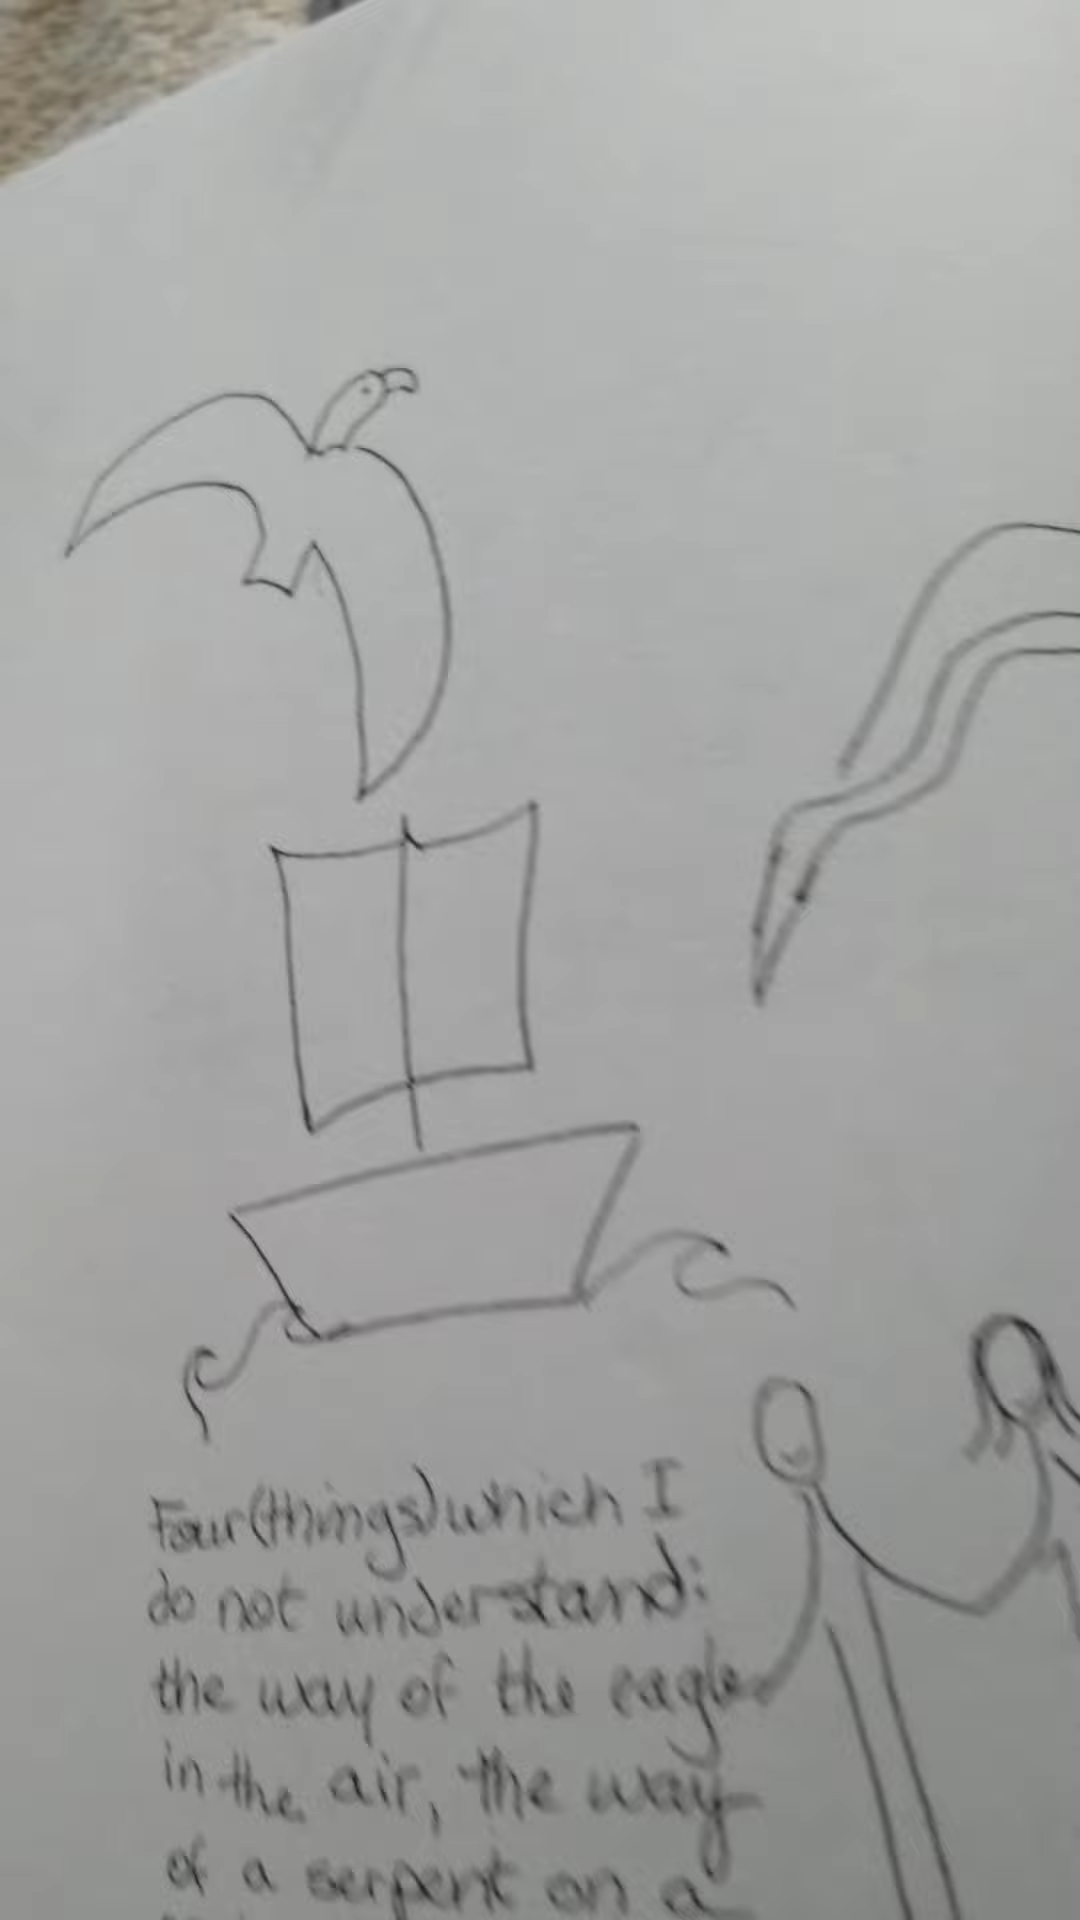 Four (things) which I
do not understand:
the way of the eagle
in the air, the way
of a serpent on a